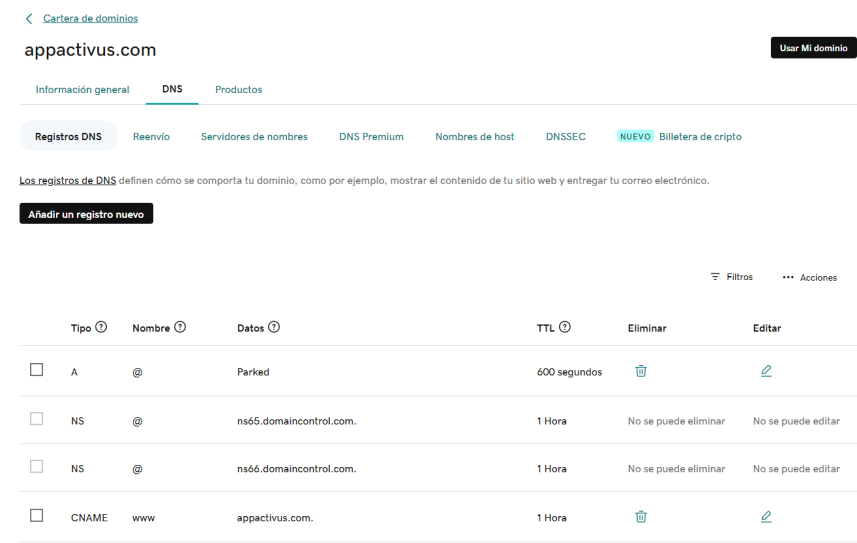 Cartera de dominios
appactivus.com
Usar Mi dominio
Información general DNS Productos
Registros DNS Reenvío Servidores de nombres DNS Premium Nombres de host DNSSEC NUEVO Billetera de cripto
Los registros de DNS definen cómo se comporta tu dominio, como por ejemplo, mostrar el contenido de tu sitio web y entregar tu correo electrónico.
Añadir un registro nuevo
Filtros ••• Acciones
Tipo ? Nombre ? Datos ? TTL ? Eliminar Editar
A @ Parked 600 segundos
NS @ ns65.domaincontrol.com. 1 Hora No se puede eliminar No se puede editar
NS @ ns66.domaincontrol.com. 1 Hora No se puede eliminar No se puede editar
CNAME www appactivus.com. 1 Hora